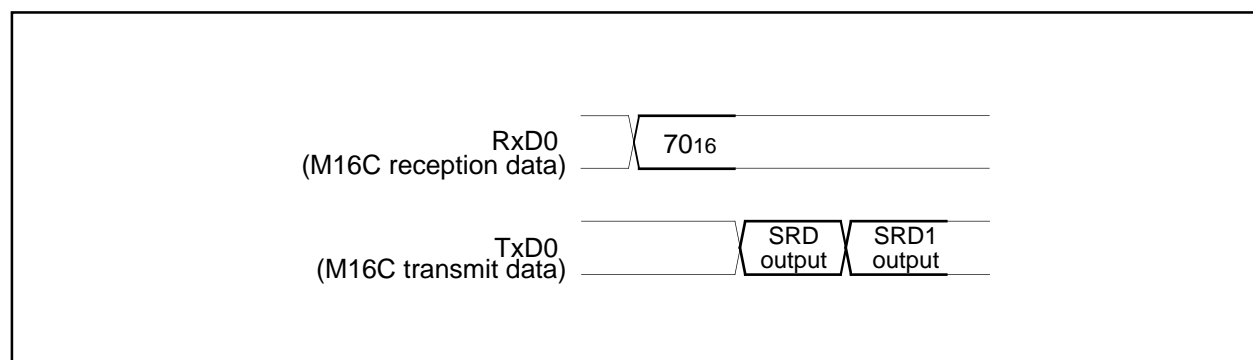 RxD0
(M16C reception data)
7016
TxD0
(M16C transmit data)
SRD
output
SRD1
output